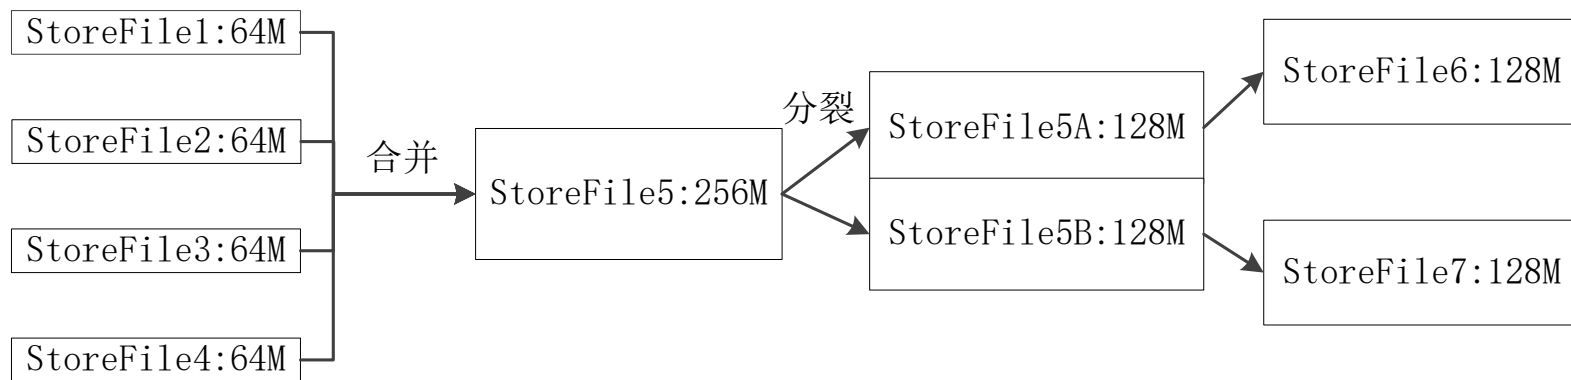 StoreFile1:64M
StoreFile2:64M
StoreFile3:64M
StoreFile4:64M
合并
StoreFile5:256M
分裂
StoreFile5A:128M
StoreFile5B:128M
StoreFile6:128M
StoreFile7:128M